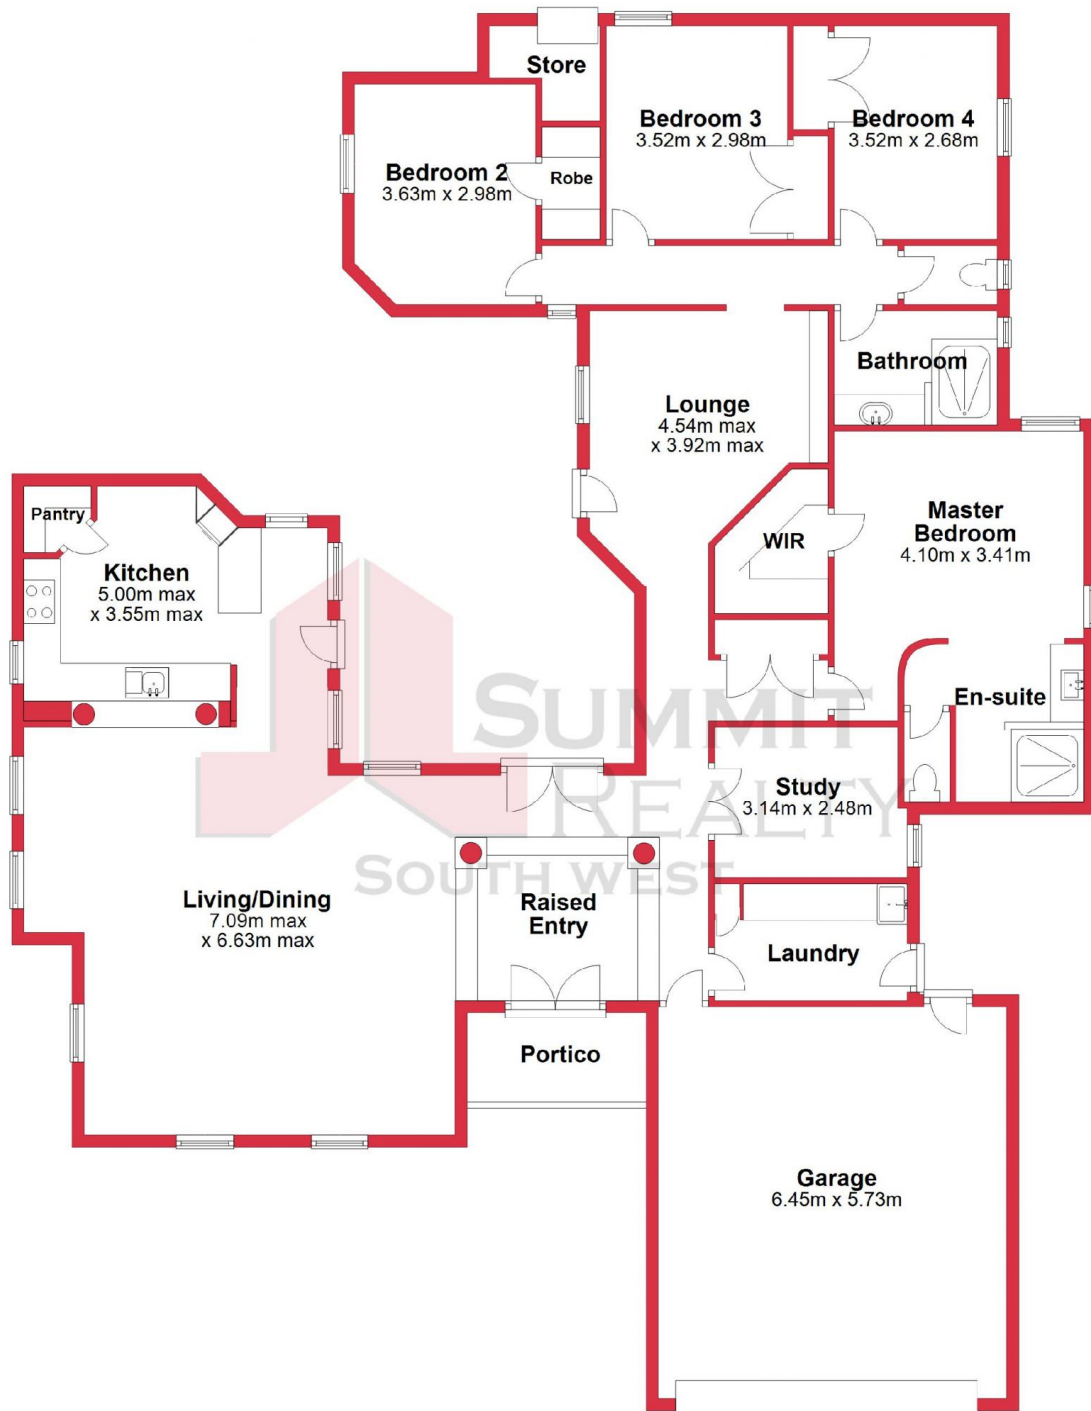 Store
Bedroom 3
3.52m x 2.98m
Bedroom 4
3.52m x 2.68m
Bedroom 2
3.63m x 2.98m
Robe
Bathroom
Lounge
4.54m max
x 3.92m max
Pantry
Kitchen
5.00m max
x 3.55m max
WIR
Master
Bedroom
4.10m x 3.41m
En-suite
SUMMIT
REALTY
SOUTH WEST
Study
3.14m x 2.48m
Living/Dining
7.09m max
x 6.63m max
Raised
Entry
Laundry
Portico
Garage
6.45m x 5.73m